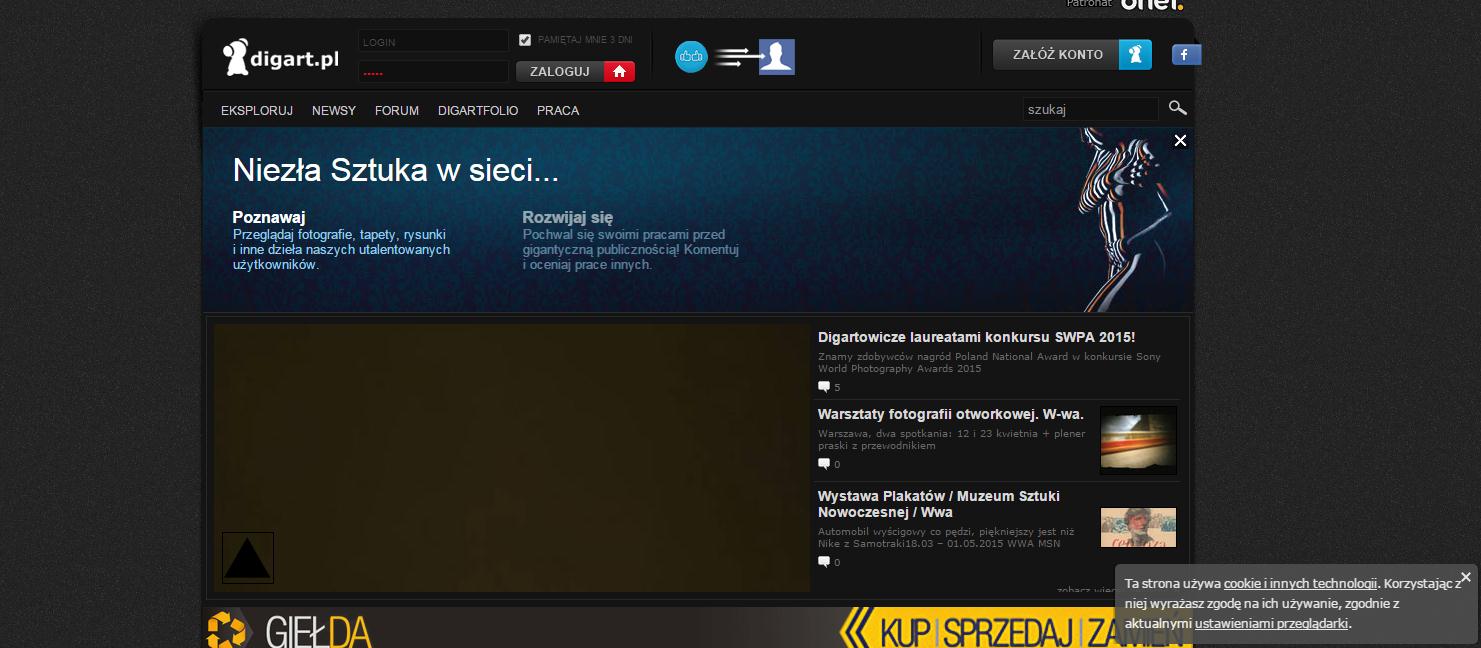 Patronat onet.
digart.pl
LOGIN
PAMIĘTAJ MNIE 3 DNI
•••••
ZALOGUJ
ZAŁÓŻ KONTO
f
EKSPLORUJ NEWSY FORUM DIGARTFOLIO PRACA
szukaj
Niezła Sztuka w sieci...
Poznawaj
Przeglądaj fotografie, tapety, rysunki
i inne dzieła naszych utalentowanych
użytkowników.
Rozwijaj się
Pochwal się swoimi pracami przed
gigantyczną publicznością! Komentuj
i oceniaj prace innych.
Digartowicze laureatami konkursu SWPA 2015!
Znamy zdobywców nagród Poland National Award w konkursie Sony
World Photography Awards 2015
5
Warsztaty fotografii otworkowej. W-wa.
Warszawa, dwa spotkania: 12 i 23 kwietnia + plener
praski z przewodnikiem
0
Wystawa Plakatów / Muzeum Sztuki
Nowoczesnej / Wwa
Automobil wyścigowy co pędzi, piękniejszy jest niż
Nike z Samotraki18.03 – 01.05.2015 WWA MSN
0
zobacz
Ta strona używa cookie i innych technologii. Korzystając z
niej wyrażasz zgodę na ich używanie, zgodnie z
aktualnymi ustawieniami przeglądarki.
GIEŁDA
KUP|SPRZEDAJ|ZAMIEŃ